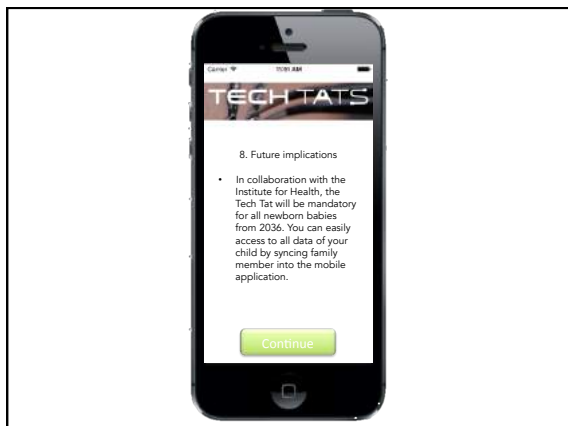 Carrier
11:51 AM
TECH TATS
8. Future implications
• In collaboration with the
Institute for Health, the
Tech Tat will be mandatory
for all newborn babies
from 2036. You can easily
access to all data of your
child by syncing family
member into the mobile
application.
Continue